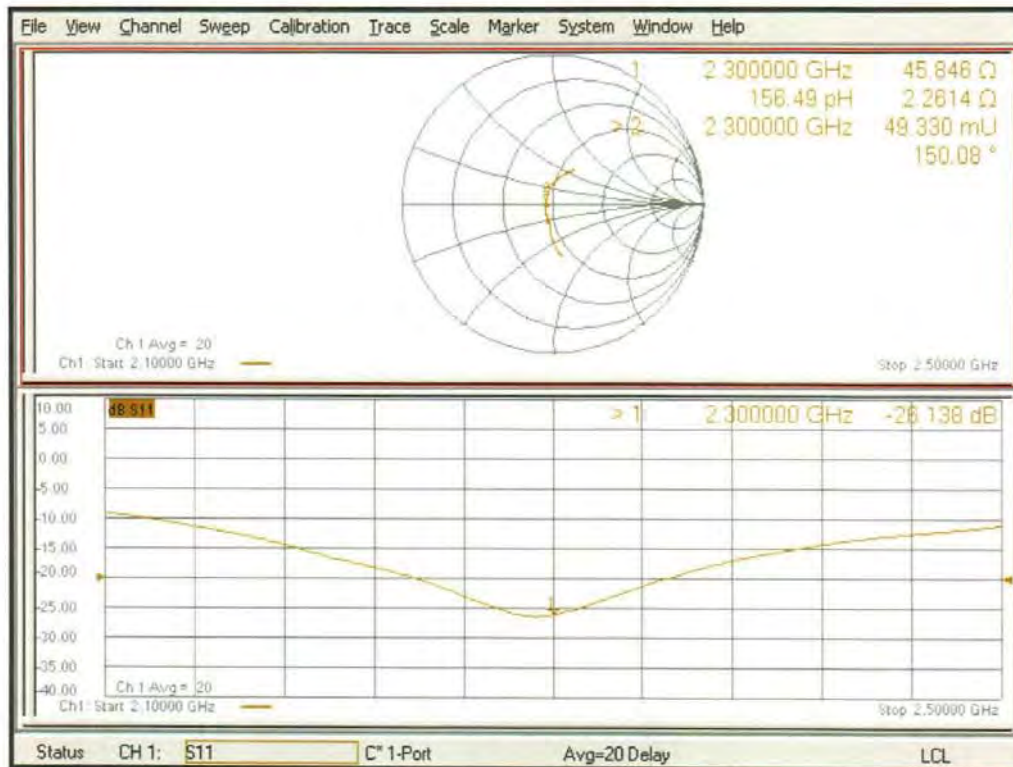 File View Channel Sweep Calibration Trace Scale Marker System Window Help
1 2.300000 GHz 45.846 Ω
156.49 pH 2.2614 Ω
> 2 2.300000 GHz 49.330 mU
150.08 °
Ch 1 Avg = 20
Ch1: Start 2.10000 GHz
Stop 2.50000 GHz
10.00
dB S11
> 1 2.300000 GHz -26.138 dB
5.00
0.00
-5.00
-10.00
-15.00
-20.00
-25.00
1
-30.00
-35.00
-40.00
Ch 1 Avg = 20
Ch1: Start 2.10000 GHz
Stop 2.50000 GHz
Status CH 1: S11 C* 1-Port Avg=20 Delay LCL